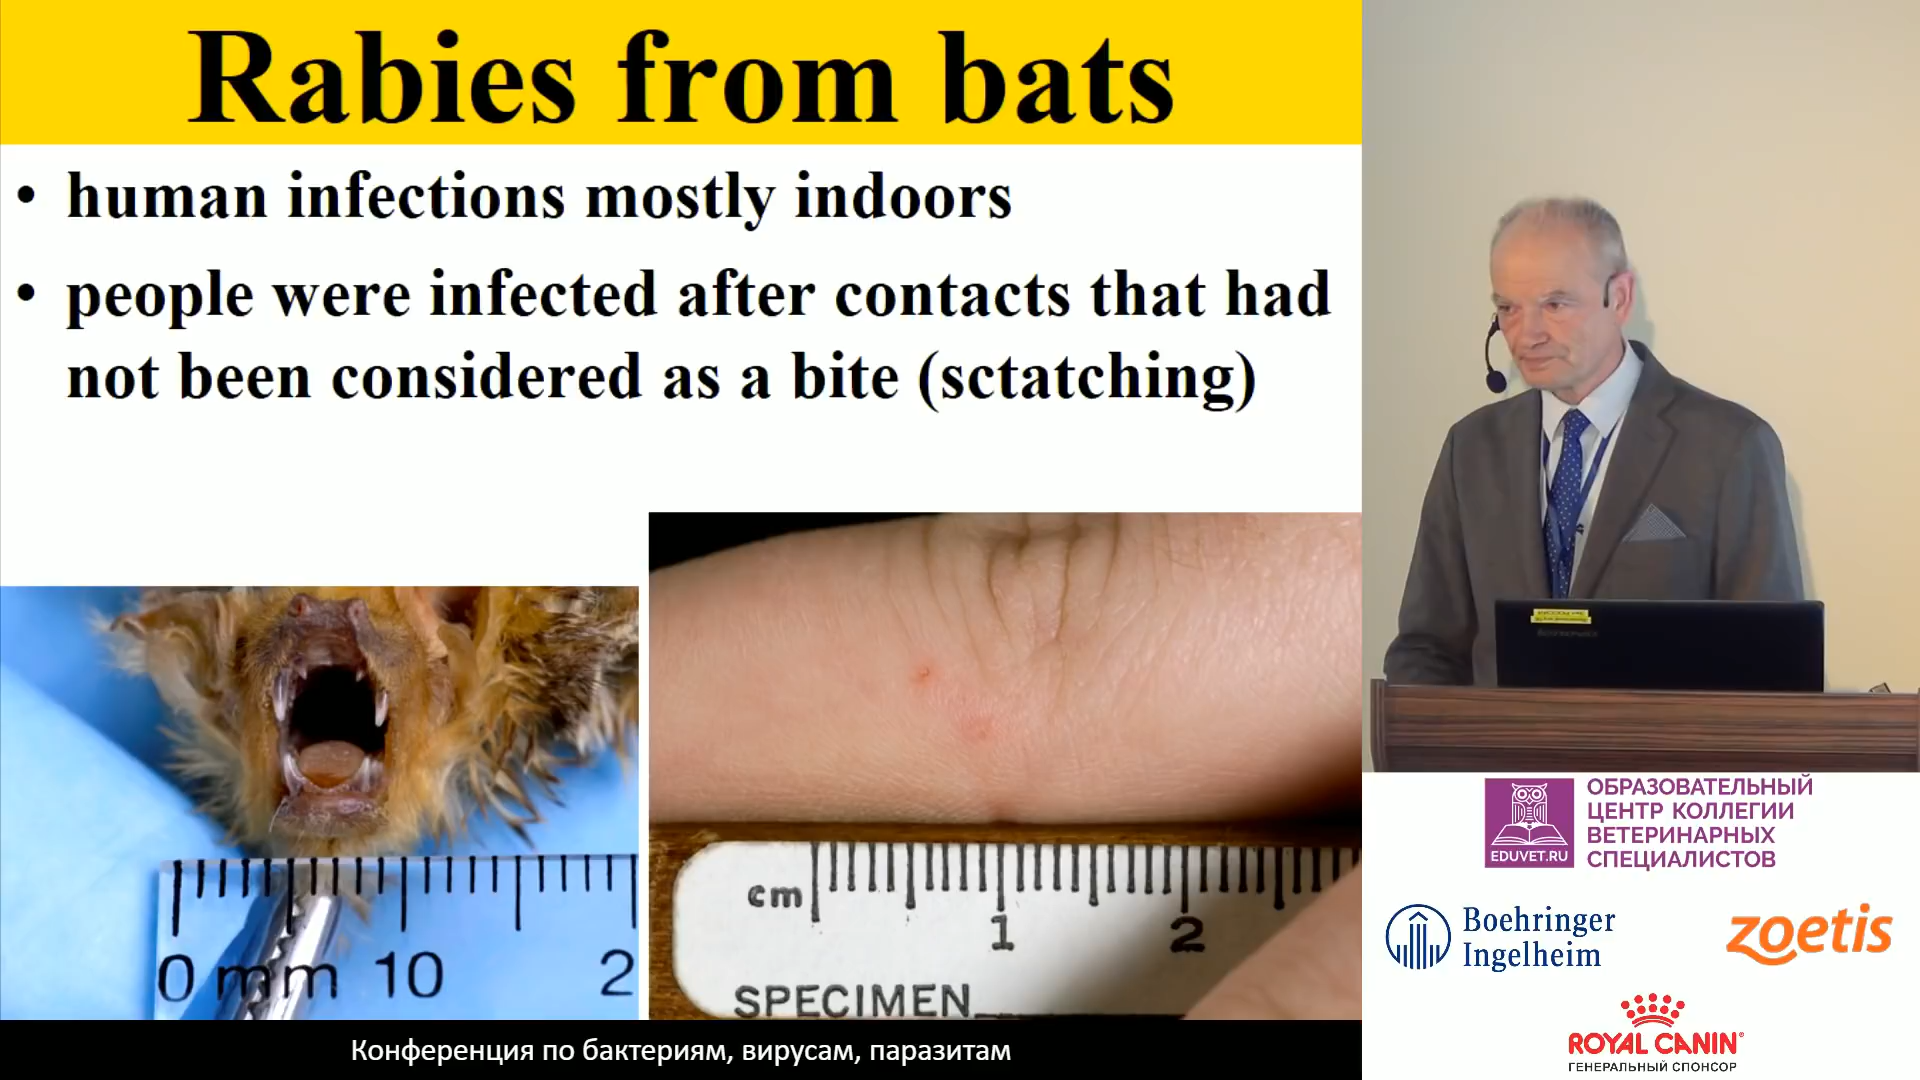 Rabies from bats
• human infections mostly indoors
• people were infected after contacts that had
not been considered as a bite (sctatching)
0 mm 10 2
cm
1 2
SPECIMEN
ОБРАЗОВАТЕЛЬНЫЙ
ЦЕНТР КОЛЛЕГИИ
ВЕТЕРИНАРНЫХ
СПЕЦИАЛИСТОВ
EDUVET.RU
Boehringer
Ingelheim
zoetis
ROYAL CANIN
ГЕНЕРАЛЬНЫЙ СПОНСОР
Конференция по бактериям, вирусам, паразитам